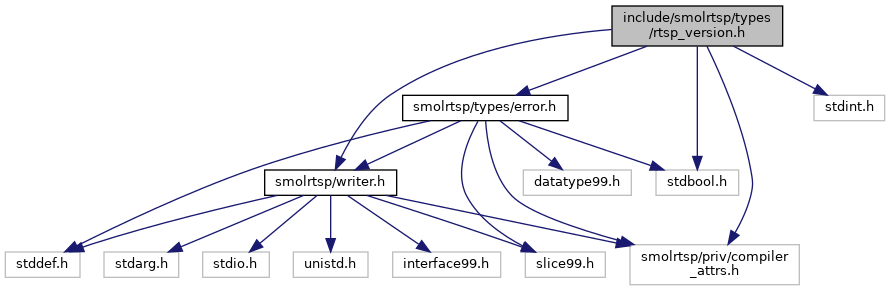 include/smolrtsp/types
/rtsp_version.h
smolrtsp/types/error.h
stdint.h
smolrtsp/writer.h
datatype99.h
stdbool.h
stddef.h
stdarg.h
stdio.h
unistd.h
interface99.h
slice99.h
smolrtsp/priv/compiler
_attrs.h